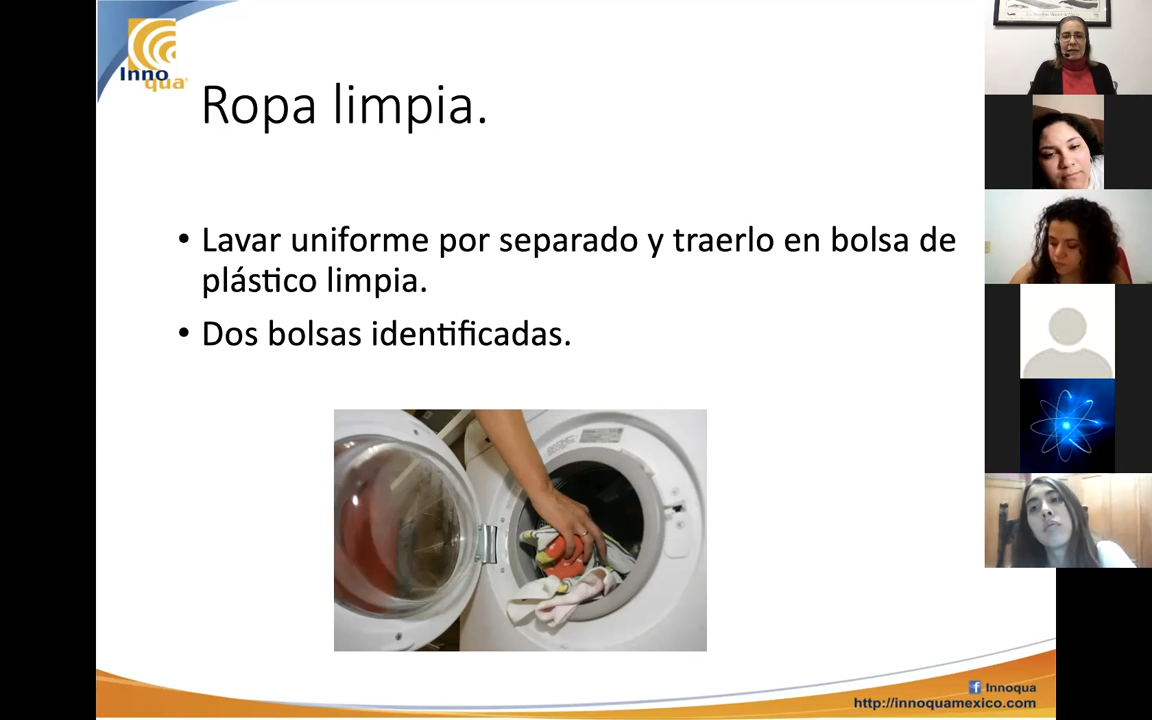 Inno
qua
Ropa limpia.
• Lavar uniforme por separado y traerlo en bolsa de
plástico limpia.
• Dos bolsas identificadas.
Innoqua
http://innoquamexico.com